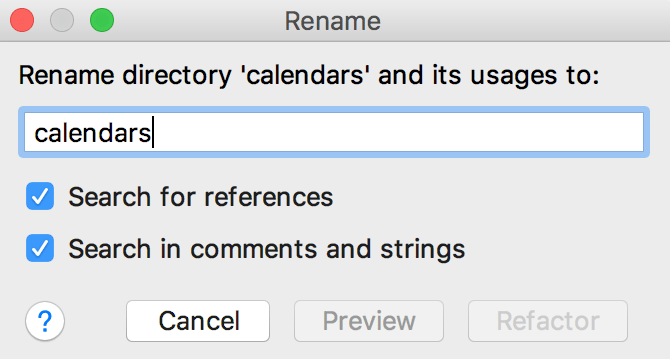 Rename
Rename directory 'calendars' and its usages to:
calendars
Search for references
Search in comments and strings
? Cancel Preview Refactor